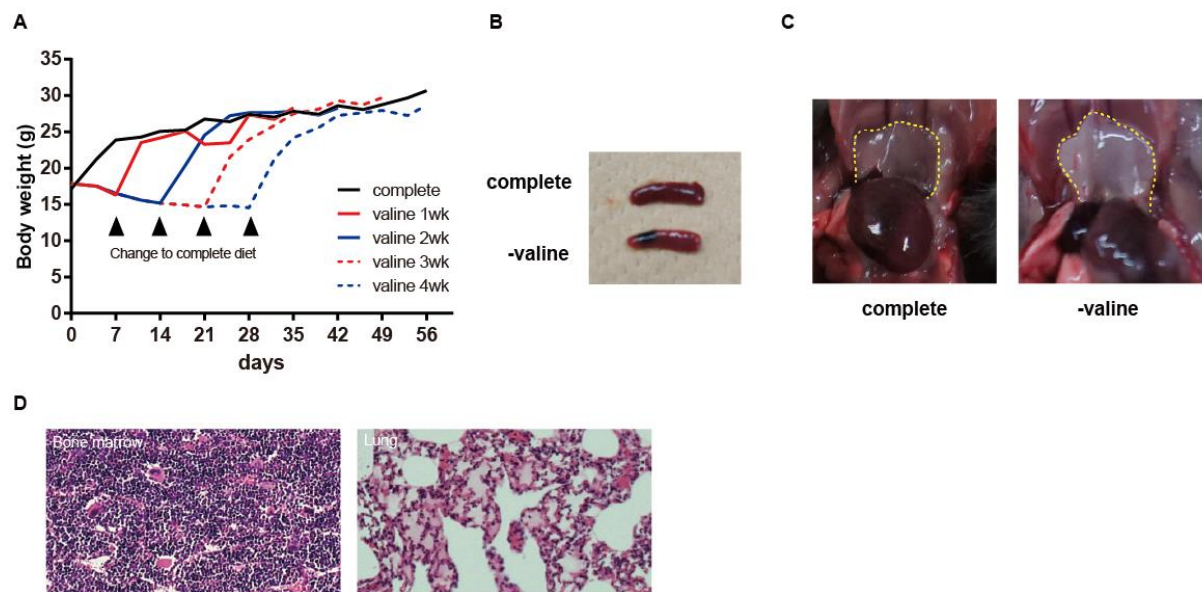 A
Body weight (g)
35
30
25
20
15
10
5
0
0 7 14 21 28 35 42 49 56
days
Change to complete diet
complete
valine 1wk
valine 2wk
valine 3wk
valine 4wk
B
complete
-valine
C
complete
-valine
D
Bone marrow
Lung